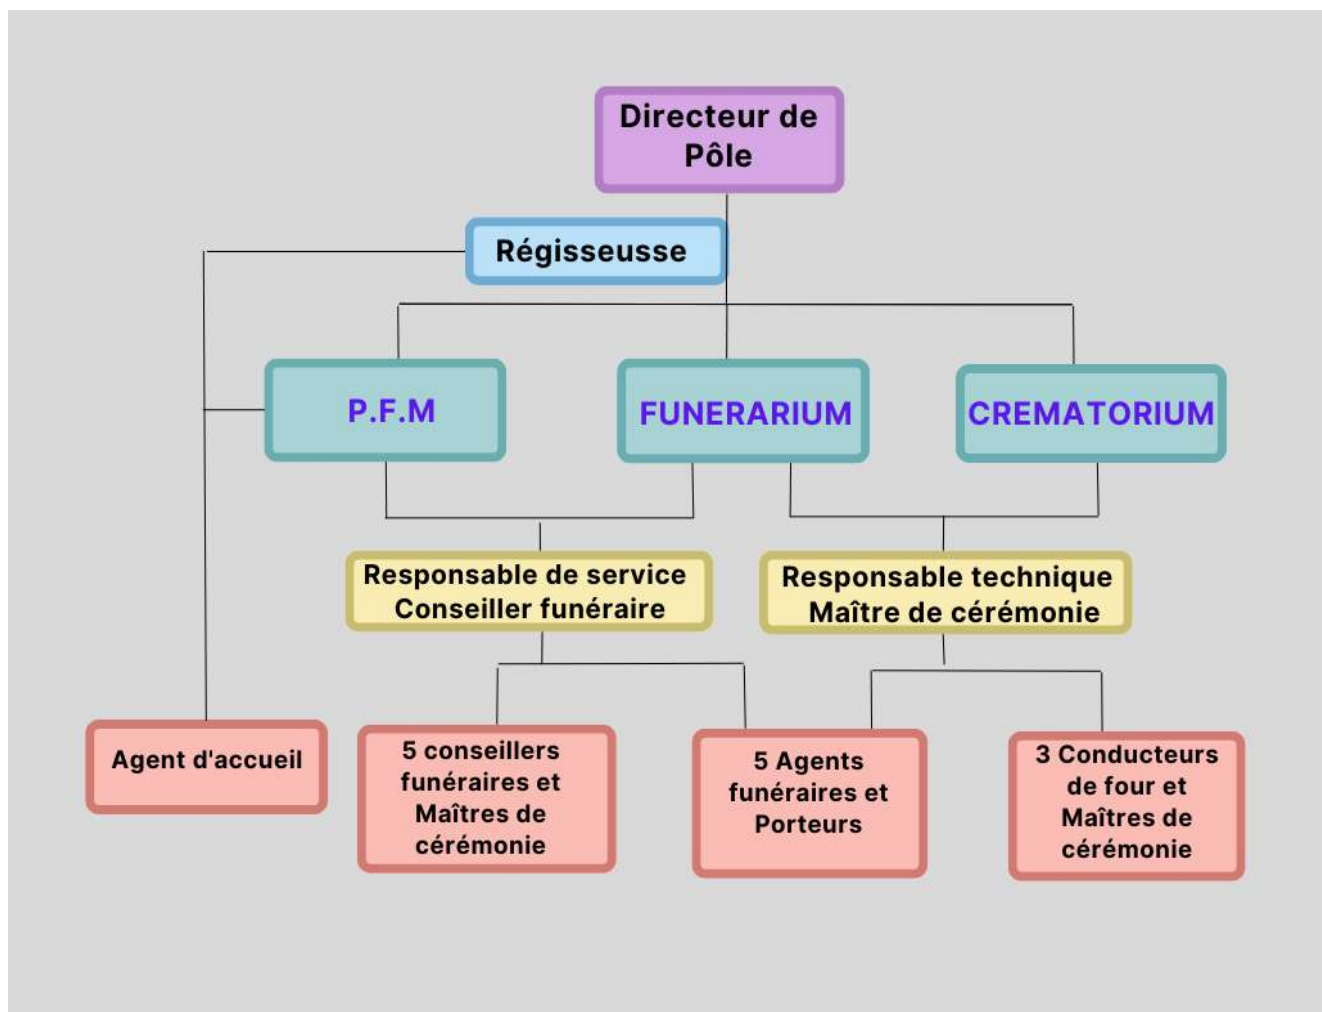 Directeur de
Pôle
Régisseusse
P.F.M
FUNERARIUM
CREMATORIUM
Responsable de service
Conseiller funéraire
Responsable technique
Maître de cérémonie
Agent d'accueil
5 conseillers
funéraires et
Maîtres de
cérémonie
5 Agents
funéraires et
Porteurs
3 Conducteurs
de four et
Maîtres de
cérémonie